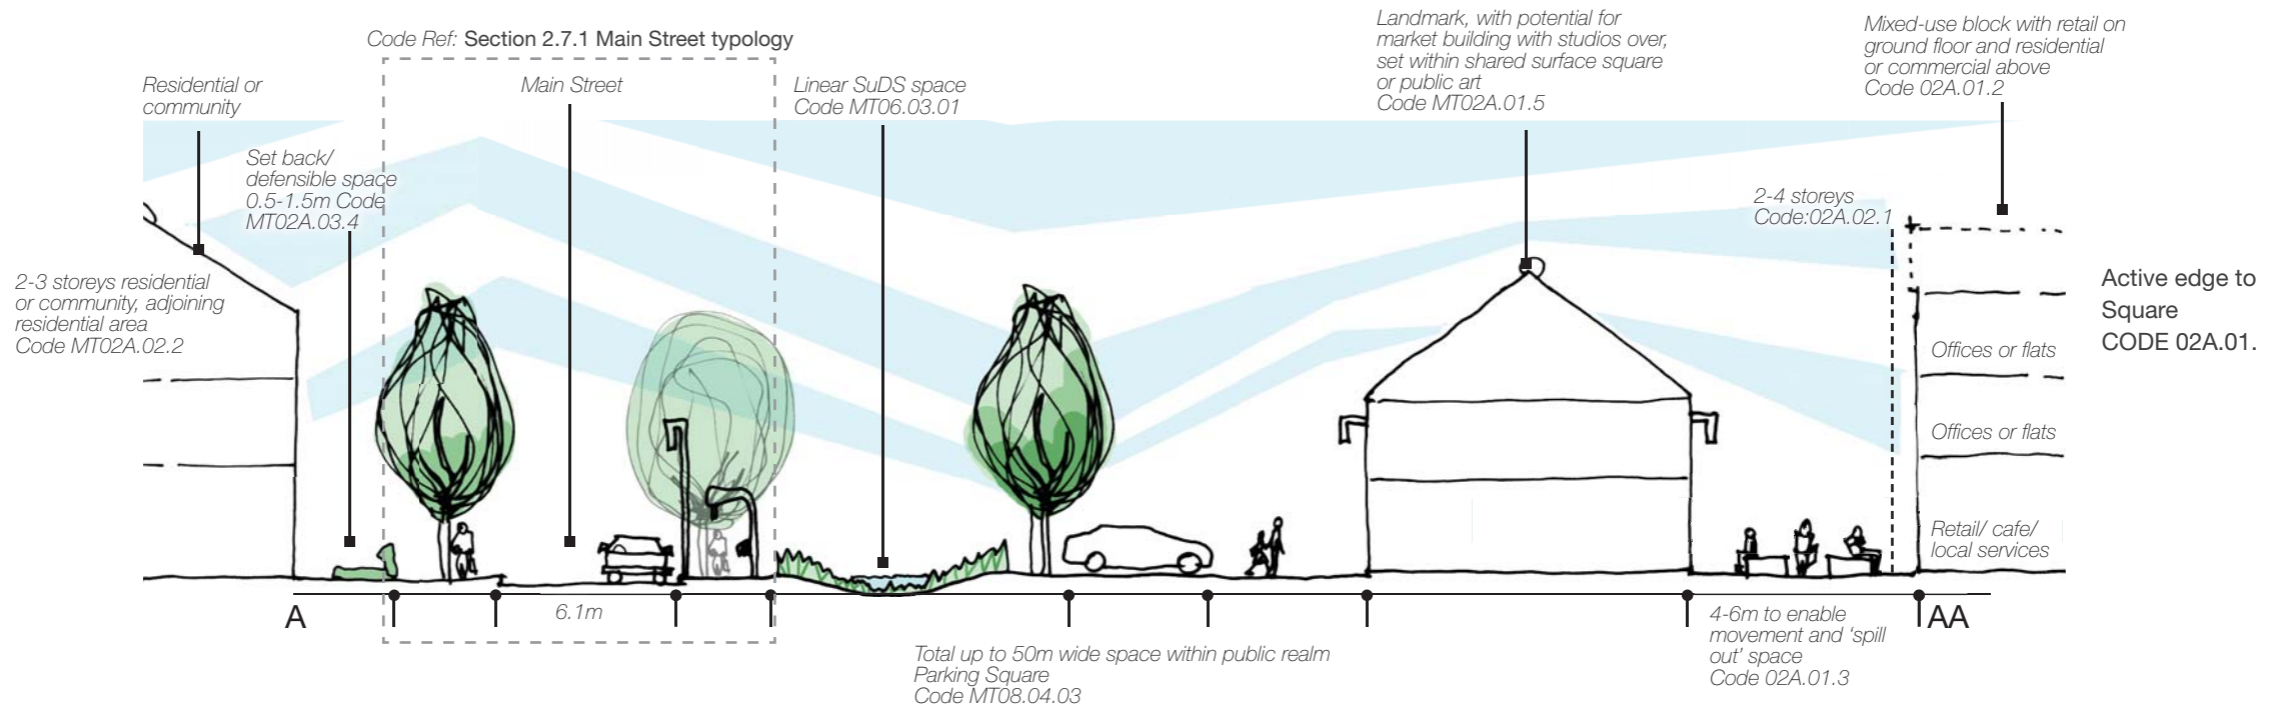 Code Ref: Section 2.7.1 Main Street typology
Residential or
community
Main Street
Linear SuDS space
Code MT06.03.01
Landmark, with potential for
market building with studios over,
set within shared surface square
or public art
Code MT02A.01.5
Mixed-use block with retail on
ground floor and residential
or commercial above
Code 02A.01.2
Set back/
defensible space
0.5-1.5m Code
MT02A.03.4
2-4 storeys
Code:02A.02.1
2-3 storeys residential
or community, adjoining
residential area
Code MT02A.02.2
Active edge to
Square
CODE 02A.01.
Offices or flats
Offices or flats
Retail/ cafe/
local services
A
6.1m
4-6m to enable
movement and ‘spill
out’ space
Code 02A.01.3
AA
Total up to 50m wide space within public realm
Parking Square
Code MT08.04.03